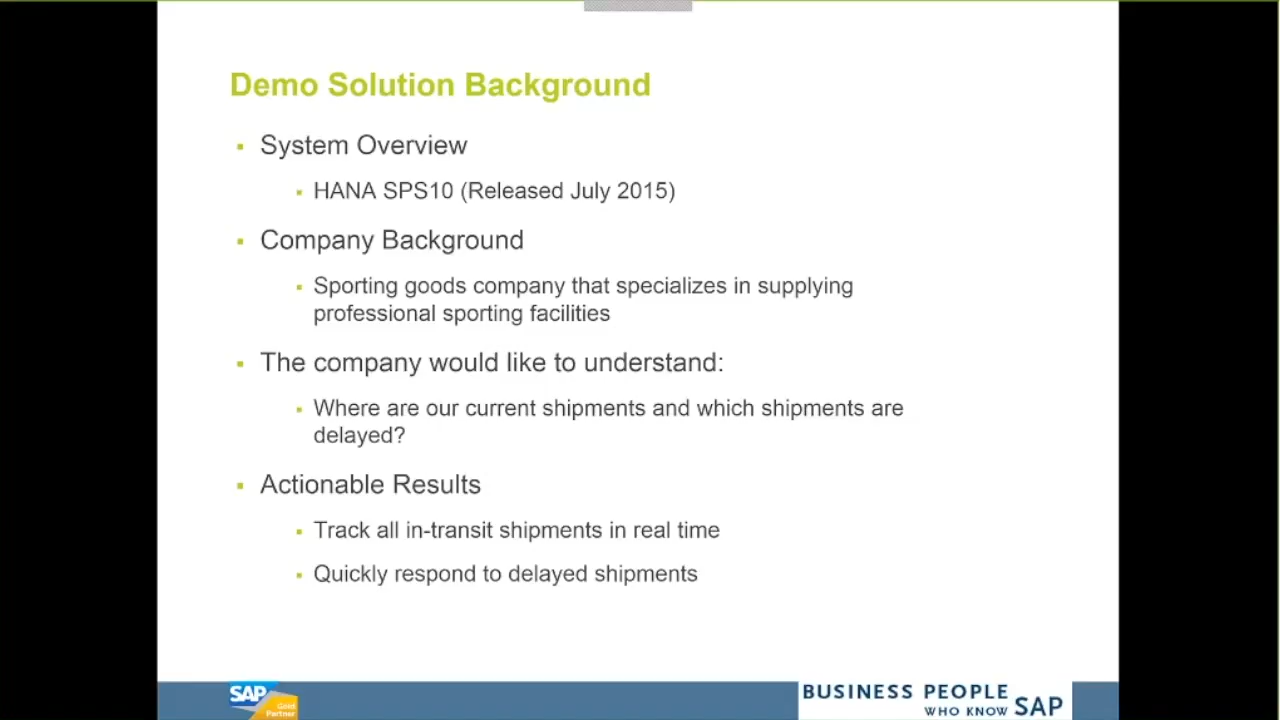 Demo Solution Background
▪ System Overview
▪ HANA SPS10 (Released July 2015)
▪ Company Background
▪ Sporting goods company that specializes in supplying
professional sporting facilities
▪ The company would like to understand:
▪ Where are our current shipments and which shipments are
delayed?
▪ Actionable Results
▪ Track all in-transit shipments in real time
▪ Quickly respond to delayed shipments
SAP
Gold
Partner
BUSINESS PEOPLE
WHO KNOW SAP